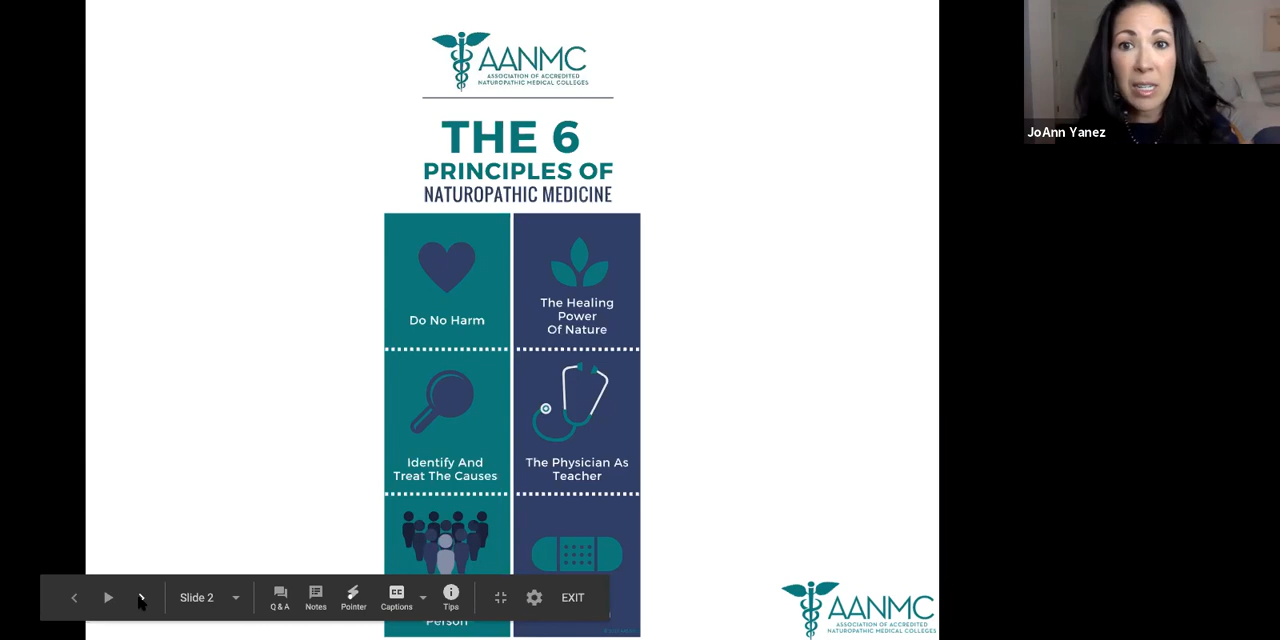 AANMC
ASSOCIATION OF ACCREDITED
NATUROPATHIC MEDICAL COLLEGES
THE 6
PRINCIPLES OF
NATUROPATHIC MEDICINE
Do No Harm
The Healing
Power
Of Nature
Identify And
Treat The Causes
The Physician As
Teacher
Person
JoAnn Yanez
Slide 2
Q & A
Notes
Pointer
CC
Captions
Tips
EXIT
AANMC
ASSOCIATION OF ACCREDITED
NATUROPATHIC MEDICAL COLLEGES